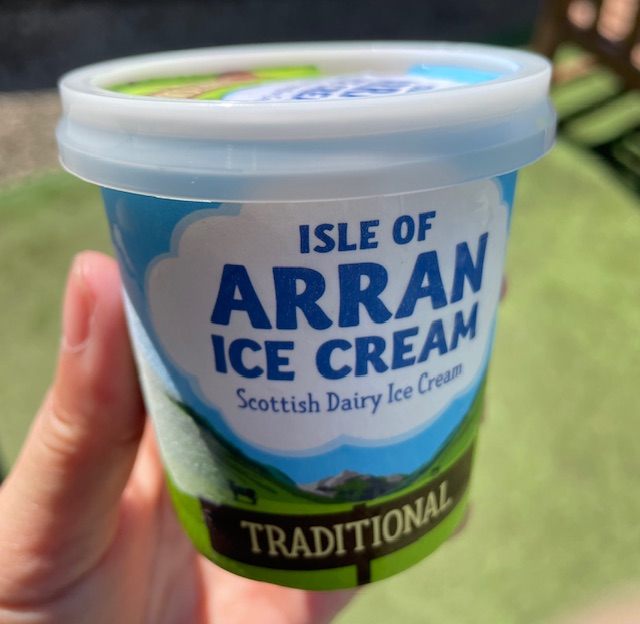 ISLE OF
ARRAN
ICE CREAM
Scottish Dairy Ice Cream
TRADITIONAL